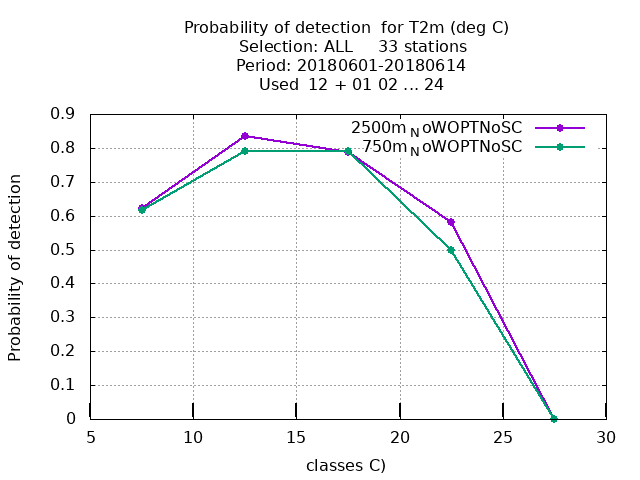 Probability of detection  for T2m (deg C)
Selection: ALL     33 stations
Period: 20180601-20180614
Used  12 + 01 02 ... 24
2500m_NoWOPTNoSC
750m_NoWOPTNoSC
0.9
0.8
0.7
0.6
0.5
0.4
0.3
0.2
0.1
0
Probability of detection
5 10 15 20 25 30
classes C)